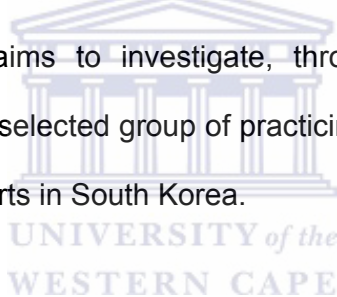 aims to investigate, thro
selected group of practicin
rts in South Korea.
UNIVERSITY of the
WESTERN CAPE